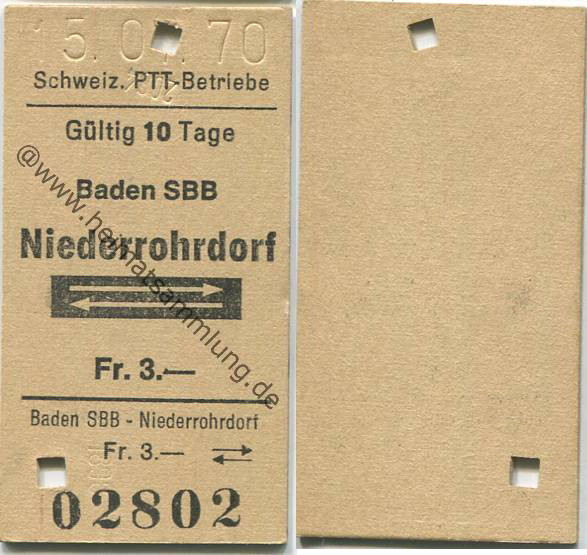 Schweiz. PTT-Betriebe
Gültig 10 Tage
Baden SBB
Niederrohrdorf
Fr. 3.—
Baden SBB - Niederrohrdorf
Fr. 3.—
02802
@www.heimatsammlung.de